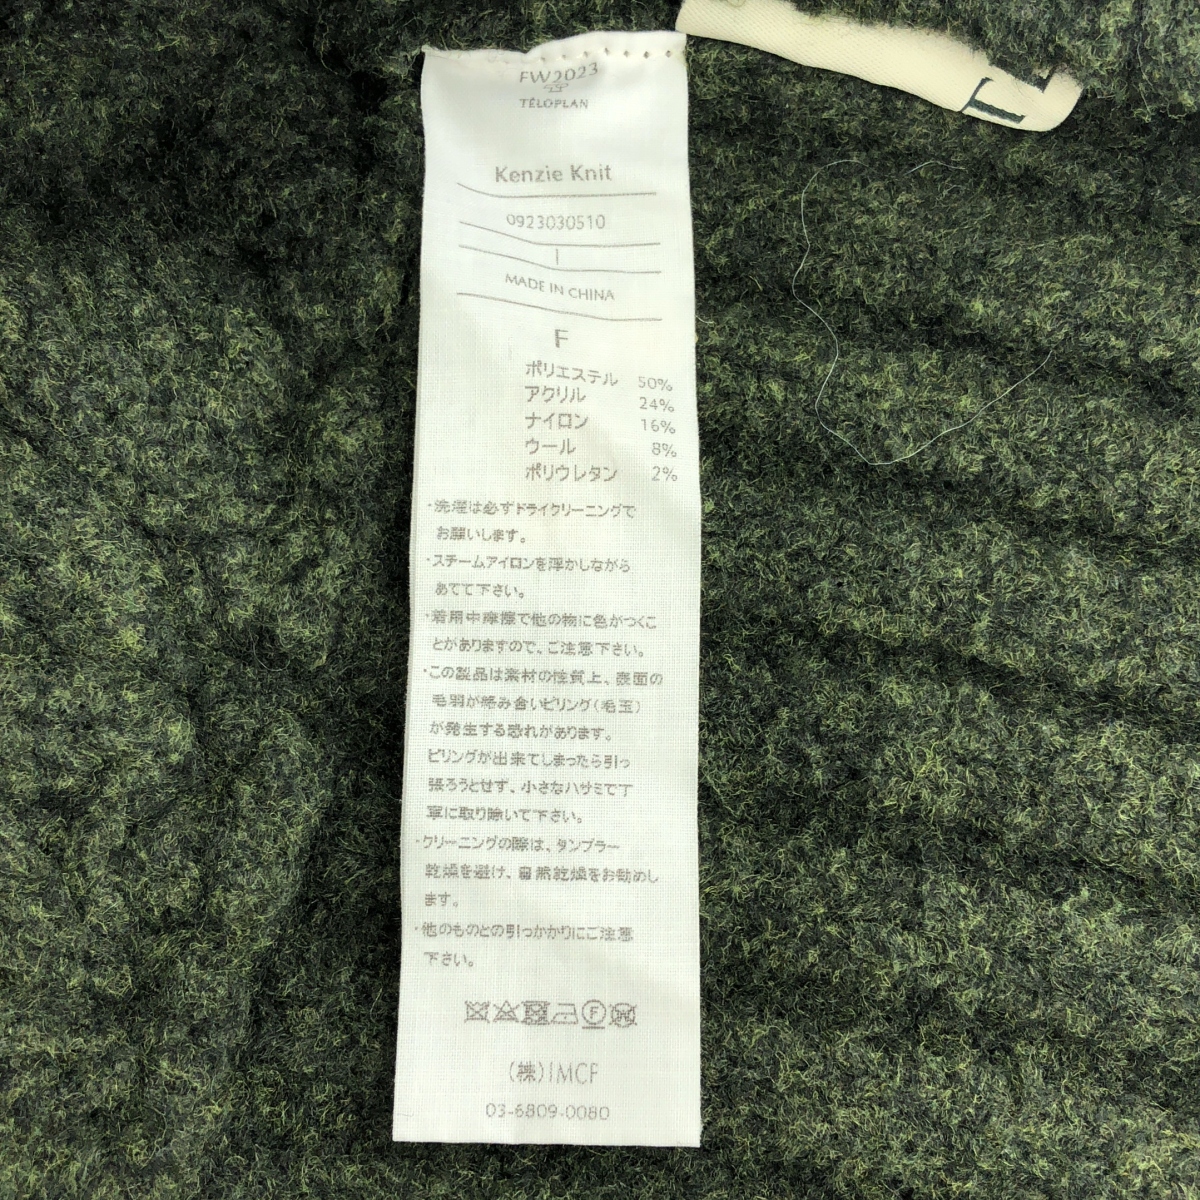 FW2023
TÉLOPLAN
Kenzie Knit
0923030510
MADE IN CHINA
F
ポリエステル 50%
アクリル 24%
ナイロン 16%
ウール 8%
ポリウレタン 2%
・洗濯は必ずドライクリーニングで
お願いします。
・スチームアイロンを浮かしながら
あてて下さい。
・着用中摩擦で他の物に色がつくこ
とがありますので、ご注意下さい。
・この製品は素材の性質上、表面の
毛羽が絡み合いピリング(毛玉)
が発生する恐れがあります。
ピリングが出来てしまったら引っ
張ろうとせず、小さなハサミで丁
寧に取り除いて下さい。
・クリーニングの際は、タンブラー
乾燥を避け、自然乾燥をお勧めし
ます。
・他のものとの引っかかりにご注意
下さい。
(株)IMCF
03-6809-0080